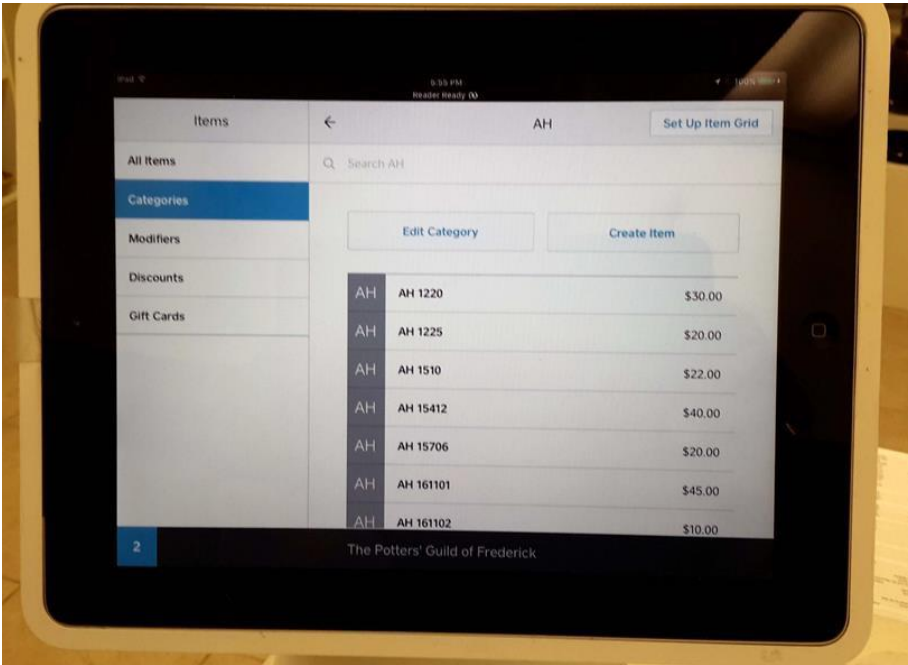 iPad
5:55 PM
100%
Reader Ready
Items
AH
Set Up Item Grid
All Items
Search AH
Categories
Edit Category
Create Item
Modifiers
Discounts
Gift Cards
AH AH 1220 $30.00
AH AH 1225 $20.00
AH AH 1510 $22.00
AH AH 15412 $40.00
AH AH 15706 $20.00
AH AH 161101 $45.00
AH AH 161102 $10.00
2
The Potters' Guild of Frederick